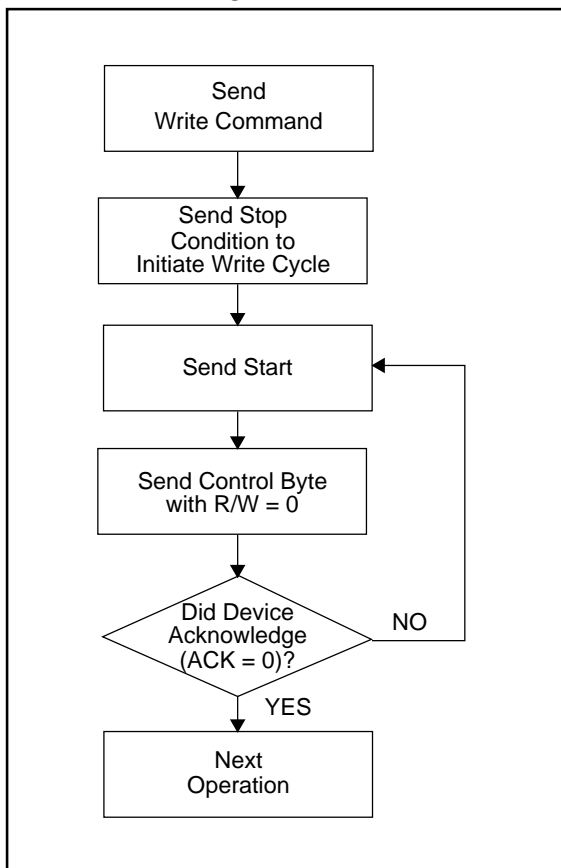 Send
Write Command
Send Stop
Condition to
Initiate Write Cycle
Send Start
Send Control Byte
with R/W = 0
Did Device
Acknowledge
(ACK = 0)?
NO
YES
Next
Operation